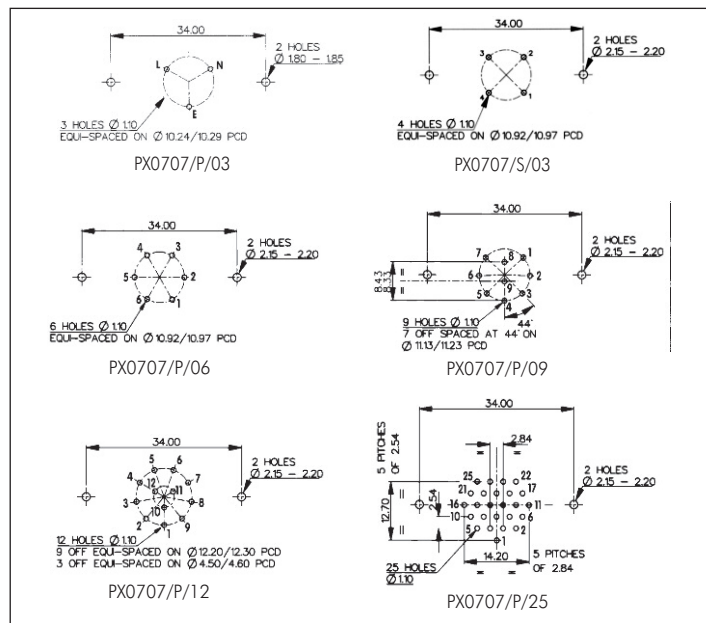 34.00
2 HOLES
Ø 1.80 – 1.85
L
N
E
3 HOLES Ø 1.10
EQUI-SPACED ON Ø 10.24/10.29 PCD
PX0707/P/03
34.00
2 HOLES
Ø 2.15 – 2.20
3
2
4
1
4 HOLES Ø 1.10
EQUI-SPACED ON Ø 10.92/10.97 PCD
PX0707/S/03
34.00
2 HOLES
Ø 2.15 – 2.20
4
3
5
2
6
1
6 HOLES Ø 1.10
EQUI-SPACED ON Ø 10.92/10.97 PCD
PX0707/P/06
34.00
2 HOLES
Ø 2.15 – 2.20
8.43
8.33
=
=
7
8
1
6
2
9
5
3
4
44°
9 HOLES Ø 1.10
7 OFF SPACED AT 44° ON
Ø 11.13/11.23 PCD
PX0707/P/09
34.00
2 HOLES
Ø 2.15 – 2.20
5
6
4
7
12
11
3
8
10
2
9
1
12 HOLES Ø 1.10
9 OFF EQUI-SPACED ON Ø 12.20/12.30 PCD
3 OFF EQUI-SPACED ON Ø 4.50/4.60 PCD
PX0707/P/12
34.00
5 PITCHES
OF 2.54
2.84
= =
2 HOLES
Ø 2.15 – 2.20
25
22
21
17
12.70
=
=
2.54
16
11
10
6
5
1
25 HOLES
Ø 1.10
14.20
5 PITCHES
OF 2.84
= =
PX0707/P/25